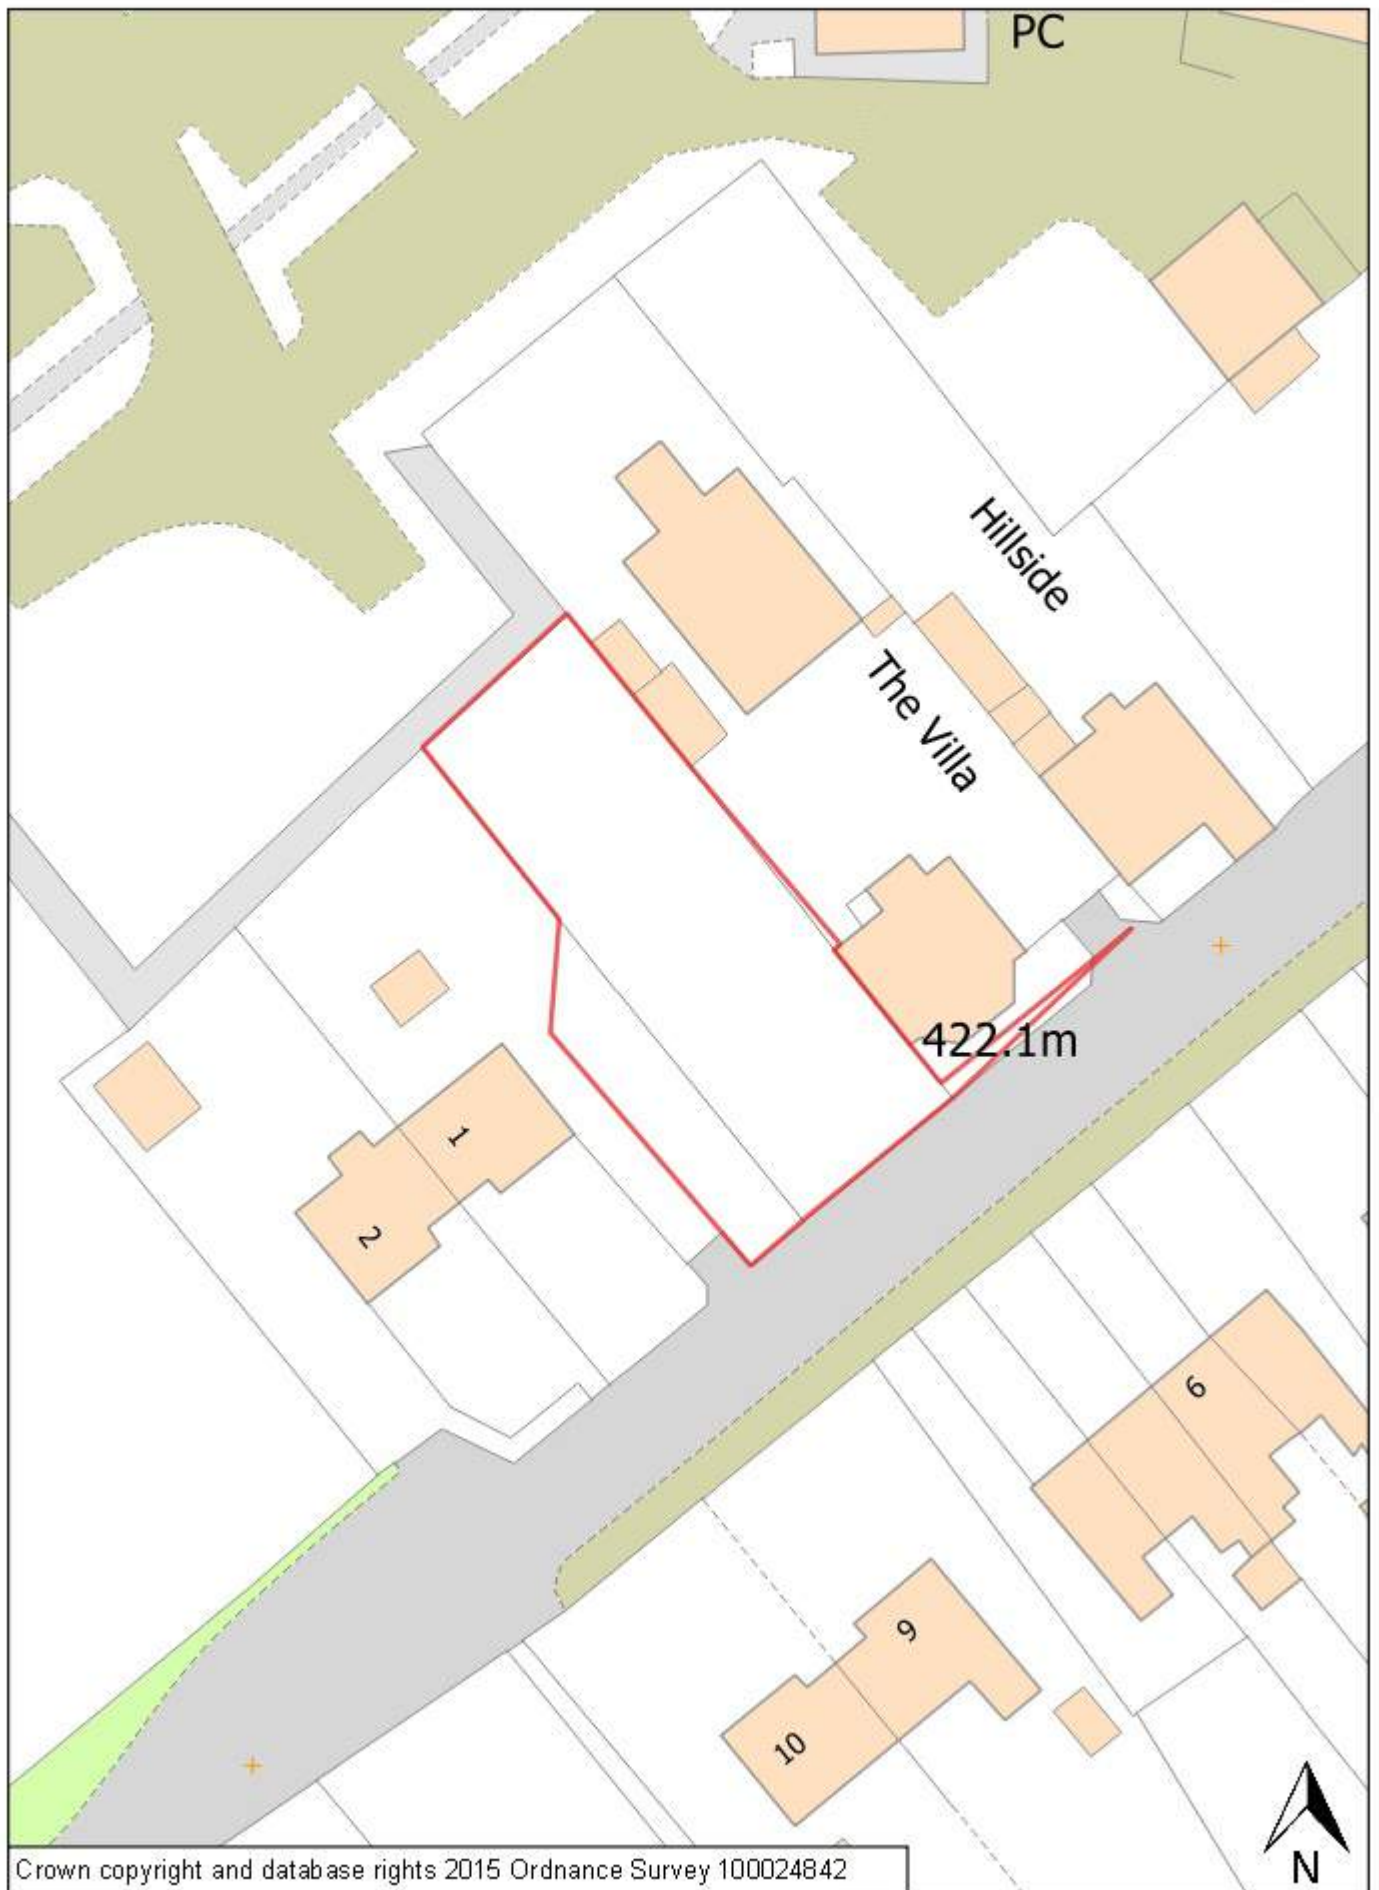 PC
Hillside
The Villa
422.1m
1
2
6
9
10
N
Crown copyright and database rights 2015 Ordnance Survey 100024842